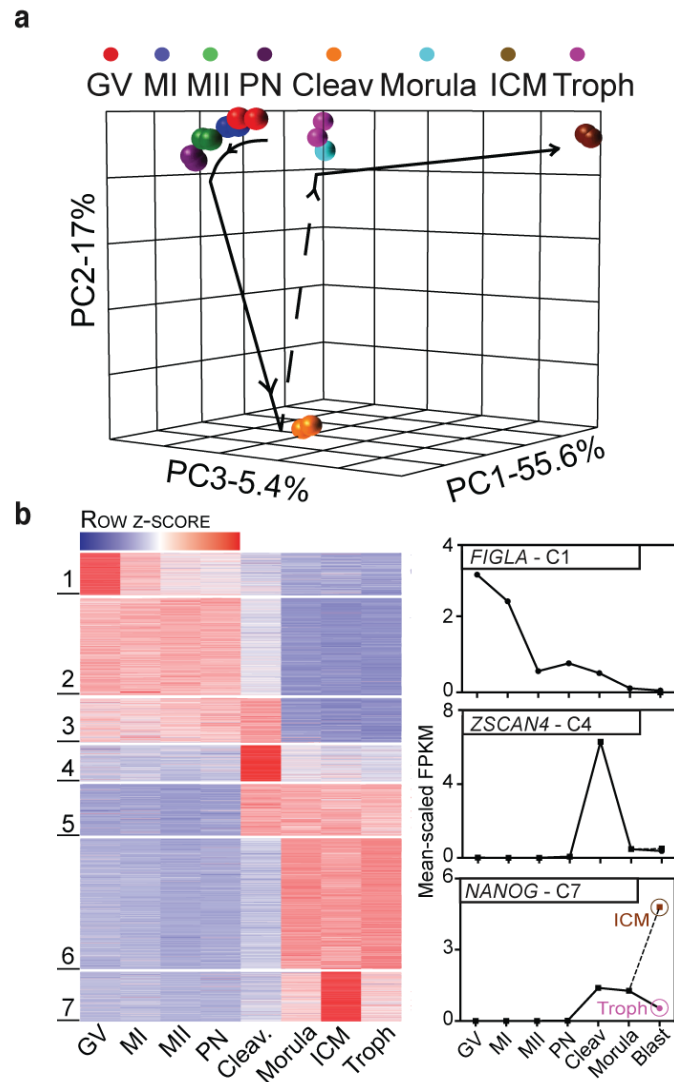 a
GV MI MII PN Cleav Morula ICM Troph
PC2-17%
PC3-5.4%
PC1-55.6%
b
ROW Z-SCORE
1
2
3
4
5
6
7
GV MI MII PN Cleav. Morula ICM Troph
Mean-scaled FPKM
4
FIGLA - C1
2
0
8
ZSCAN4 - C4
4
0
6
NANOG - C7
ICM
3
Troph
0
GV MI MII PN Cleav Morula Blast